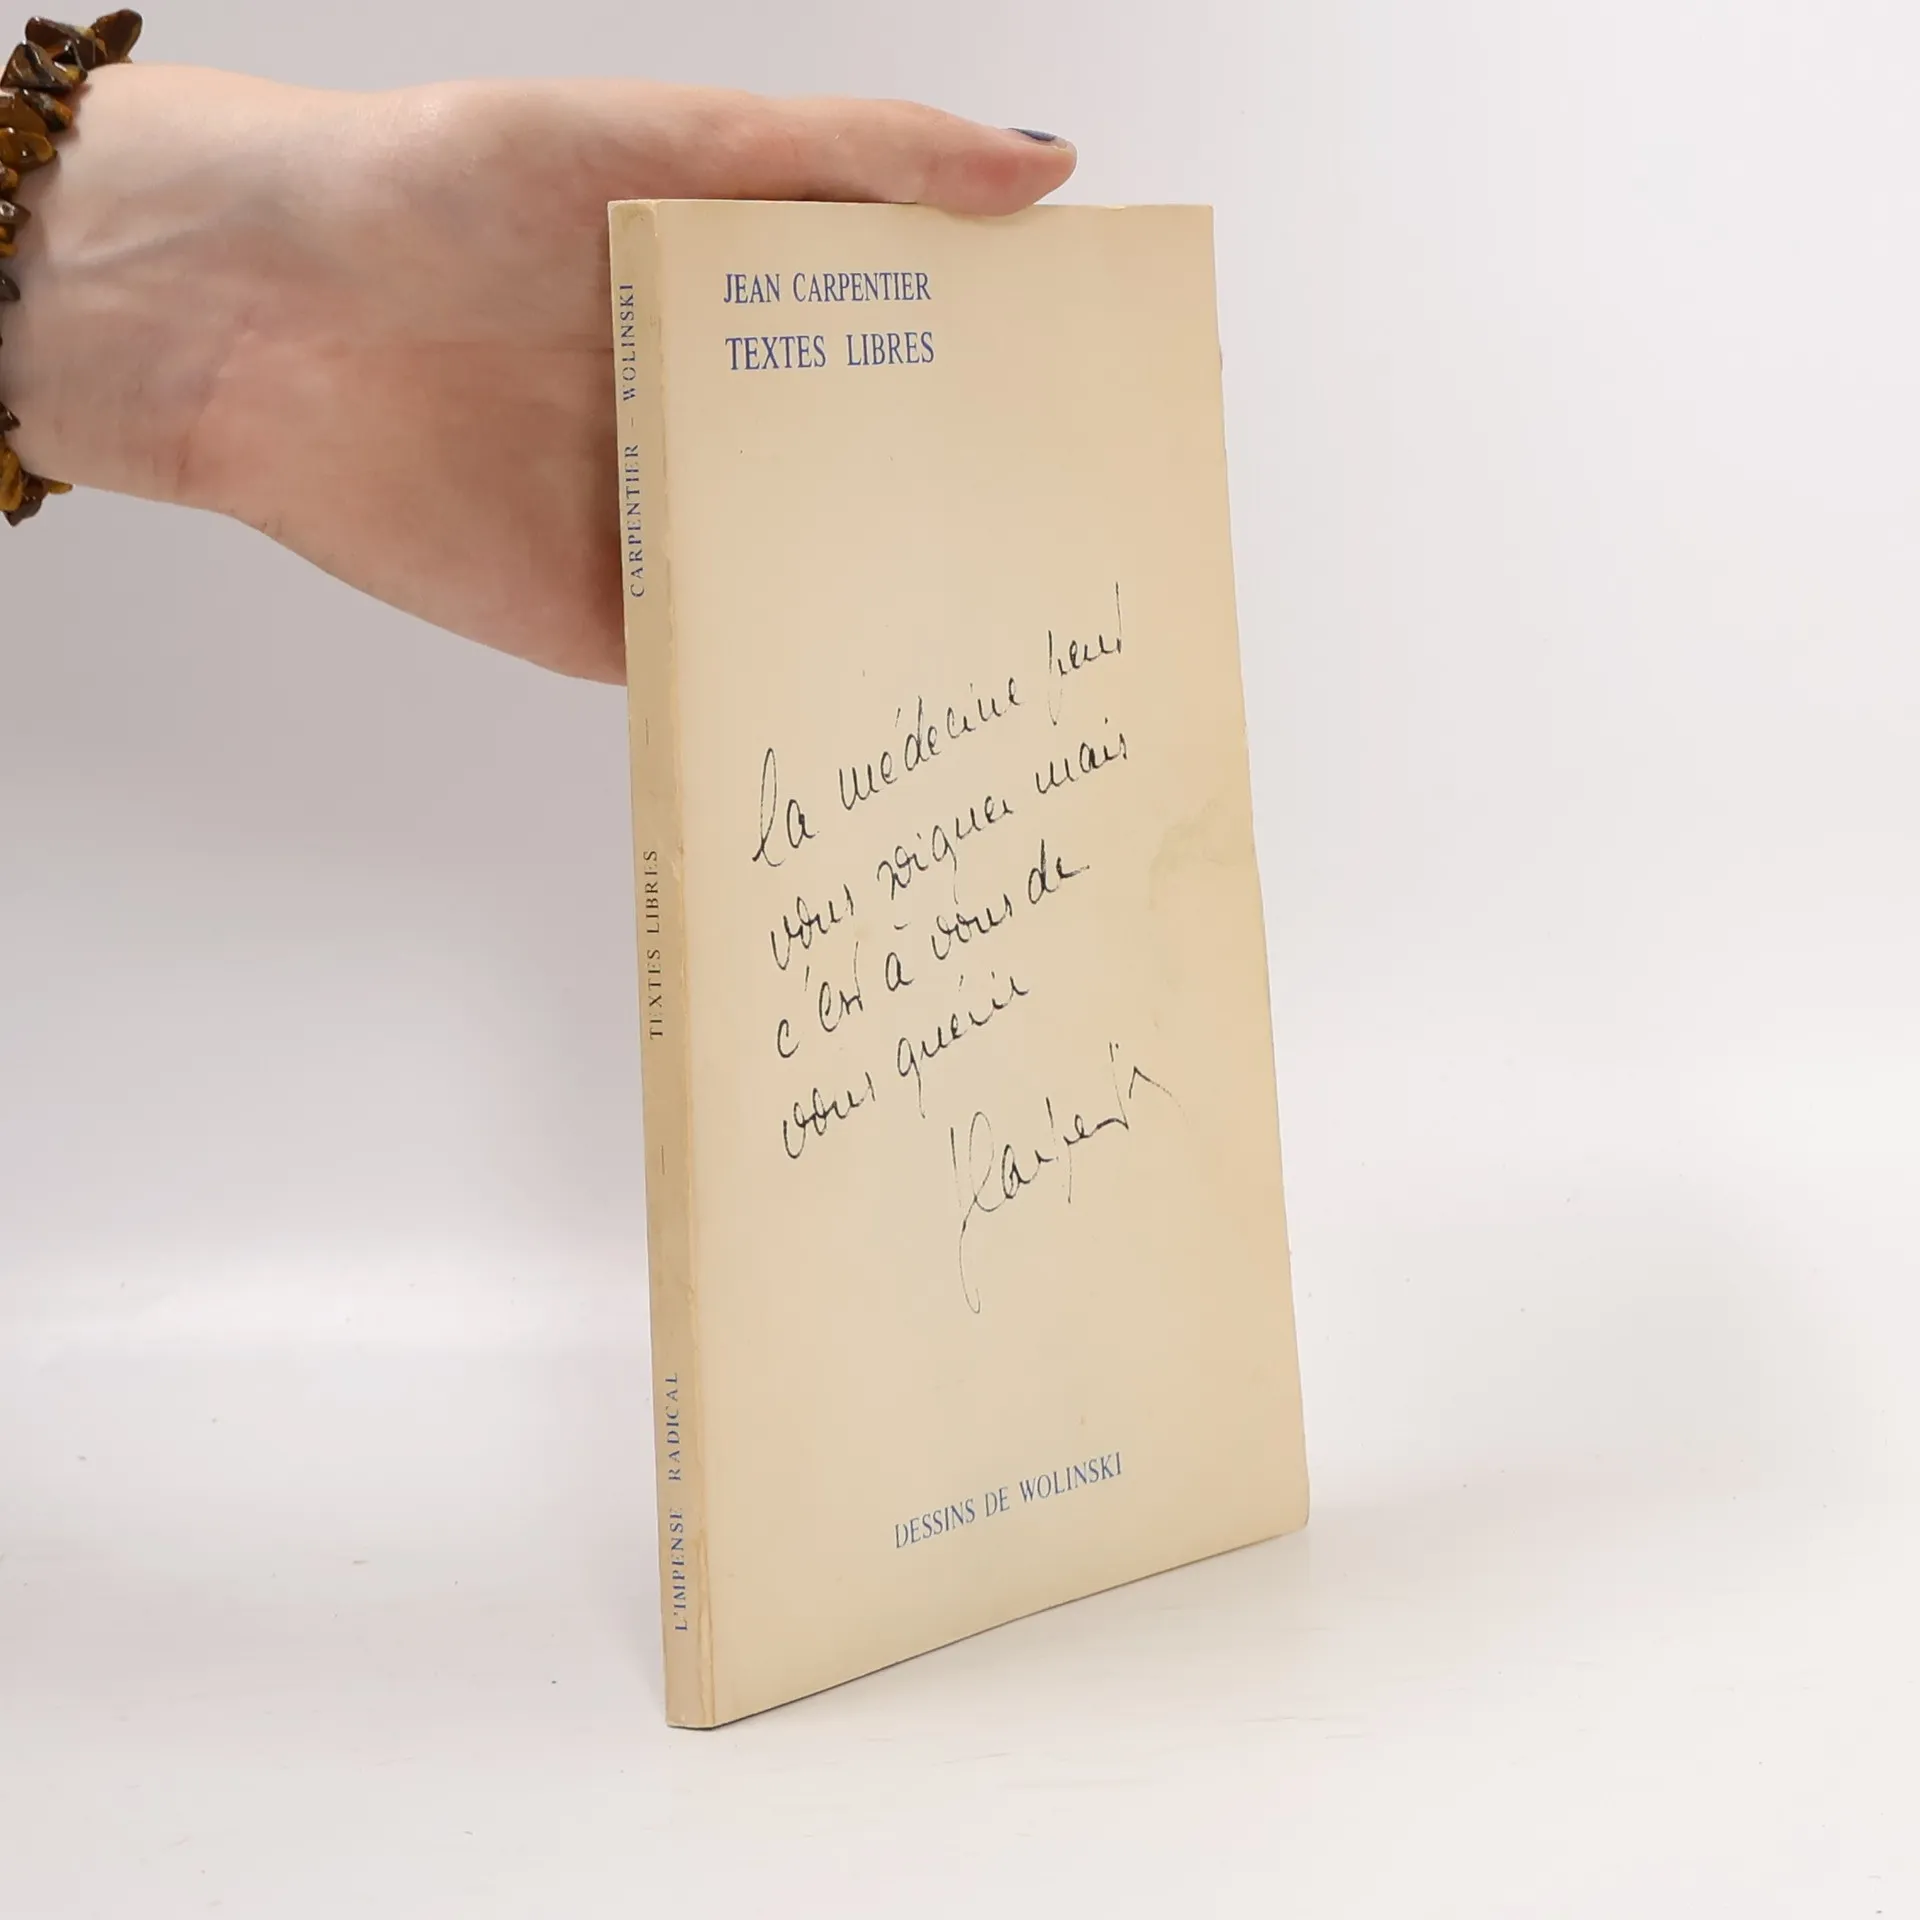 JEAN CARPENTIER
TEXTES LIBRES
la médecine peut
vous soigner mais
c'est à vous de
vous guérir
JCarpentier
DESSINS DE WOLINSKI
CARPENTIER – WOLINSKI — TEXTES LIBRES — L'IMPENSE RADICAL